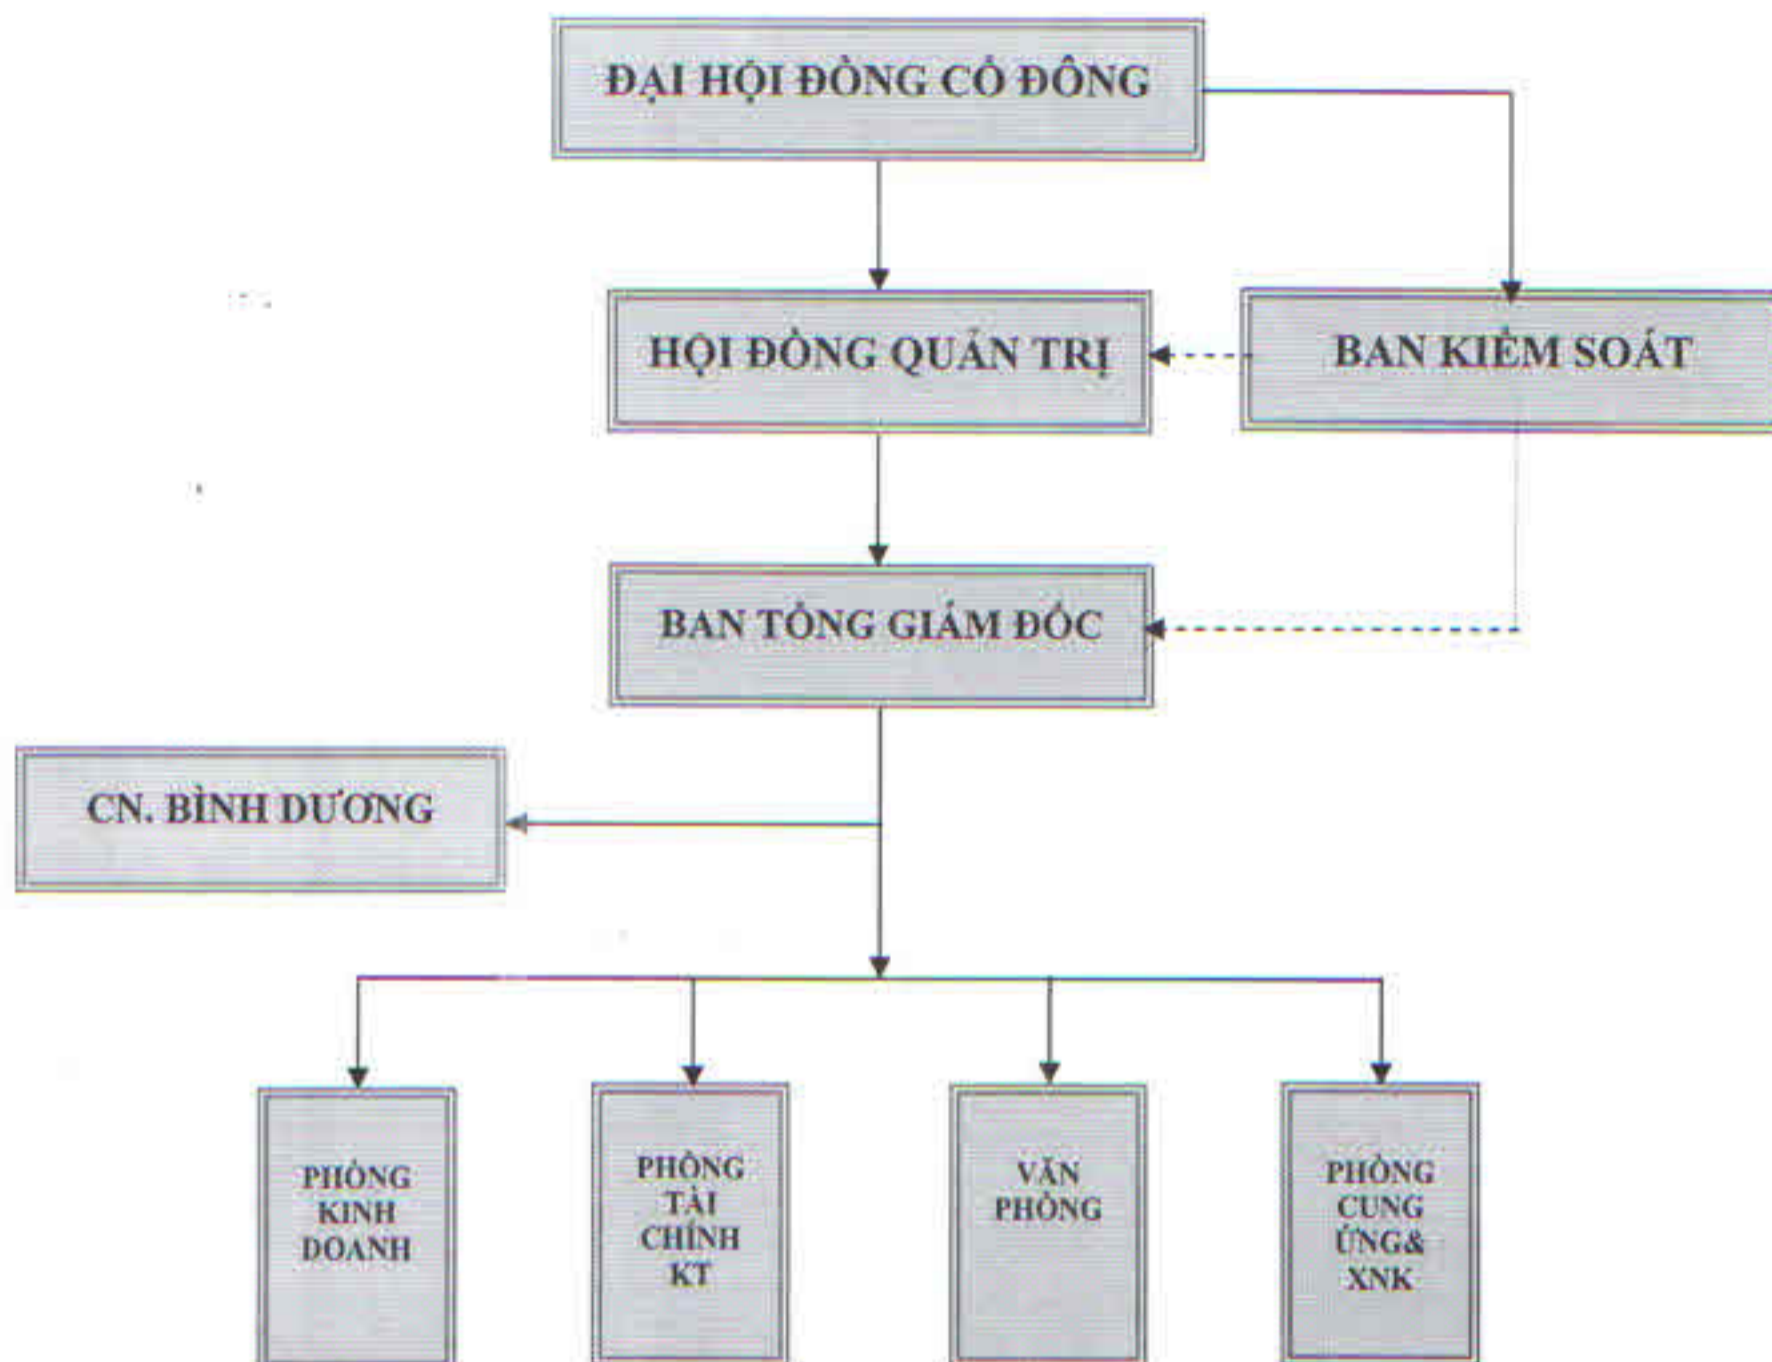 ĐẠI HỘI ĐỒNG CỔ ĐÔNG
HỘI ĐỒNG QUẢN TRỊ
BAN KIỂM SOÁT
BAN TỔNG GIÁM ĐỐC
CN. BÌNH DƯƠNG
PHÒNG
KINH
DOANH
PHÒNG
TÀI
CHÍNH
KT
VĂN
PHÒNG
PHÒNG
CUNG
ỨNG&
XNK